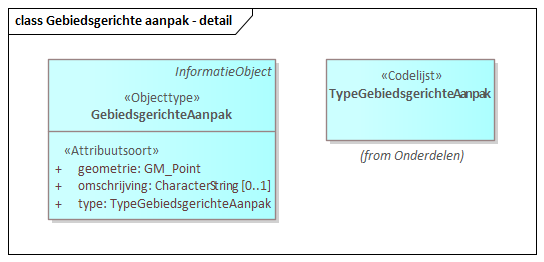 class Gebiedsgerichte aanpak - detail
InformatieObject
«Objecttype»
GebiedsgerichteAanpak
«Attribuutsoort»
+ geometrie: GM_Point
+ omschrijving: CharacterString [0..1]
+ type: TypeGebiedsgerichteAanpak
«Codelijst»
TypeGebiedsgerichteAanpak
(from Onderdelen)